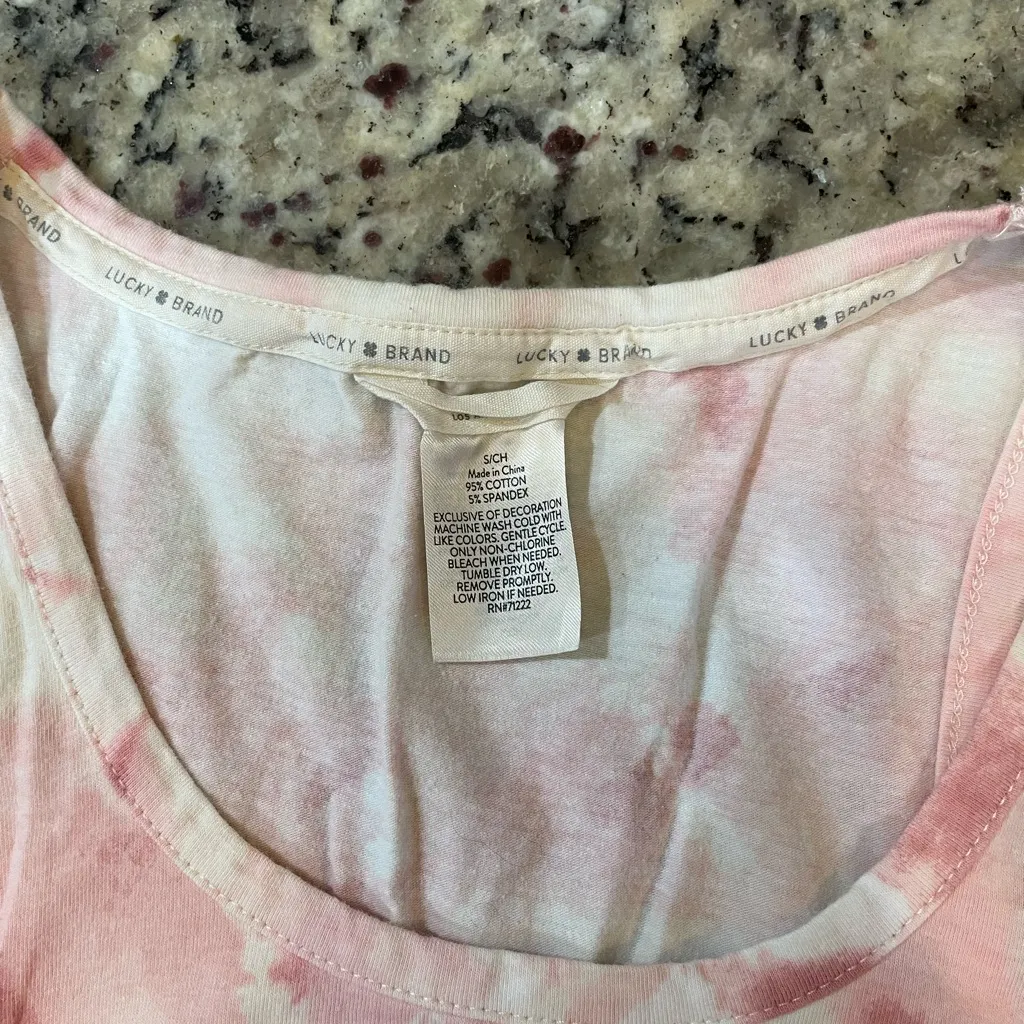 BRAND
LUCKY BRAND
LUCKY BRAND
LUCKY BRAND
LUCKY BRAND
L
LOS
S/CH
Made in China
95% COTTON
5% SPANDEX
EXCLUSIVE OF DECORATION
MACHINE WASH COLD WITH
LIKE COLORS. GENTLE CYCLE.
ONLY NON-CHLORINE
BLEACH WHEN NEEDED.
TUMBLE DRY LOW.
REMOVE PROMPTLY.
LOW IRON IF NEEDED.
RN#71222